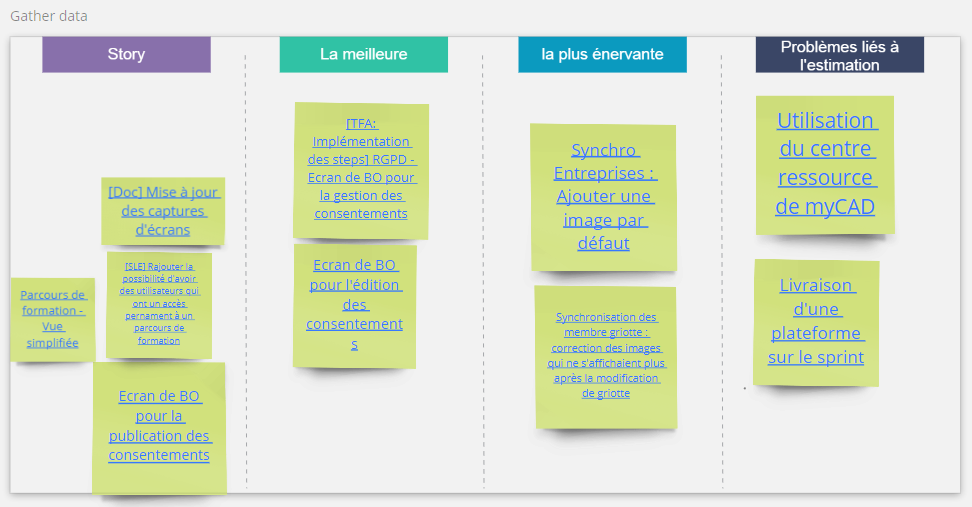 Gather data
Story
La meilleure
la plus énervante
Problèmes liés à
l'estimation
[Doc] Mise à jour
des captures
d'écrans
[SLE] Rajouter la
possibilité d'avoir
des utilisateurs qui
ont un accès
pernament à un
parcours de
formation
Parcours de
formation -
Vue
simplifiée
Ecran de BO
pour la
publication des
consentements
[TFA:
Implémentation
des steps] RGPD -
Ecran de BO pour
la gestion des
consentements
Ecran de BO
pour l'édition
des
consentement
s
Synchro
Entreprises :
Ajouter une
image par
défaut
Synchronisation des
membre griotte :
correction des images
qui ne s'affichaient plus
après la modification
de griotte
Utilisation
du centre
ressource
de myCAD
Livraison
d'une
plateforme
sur le sprint